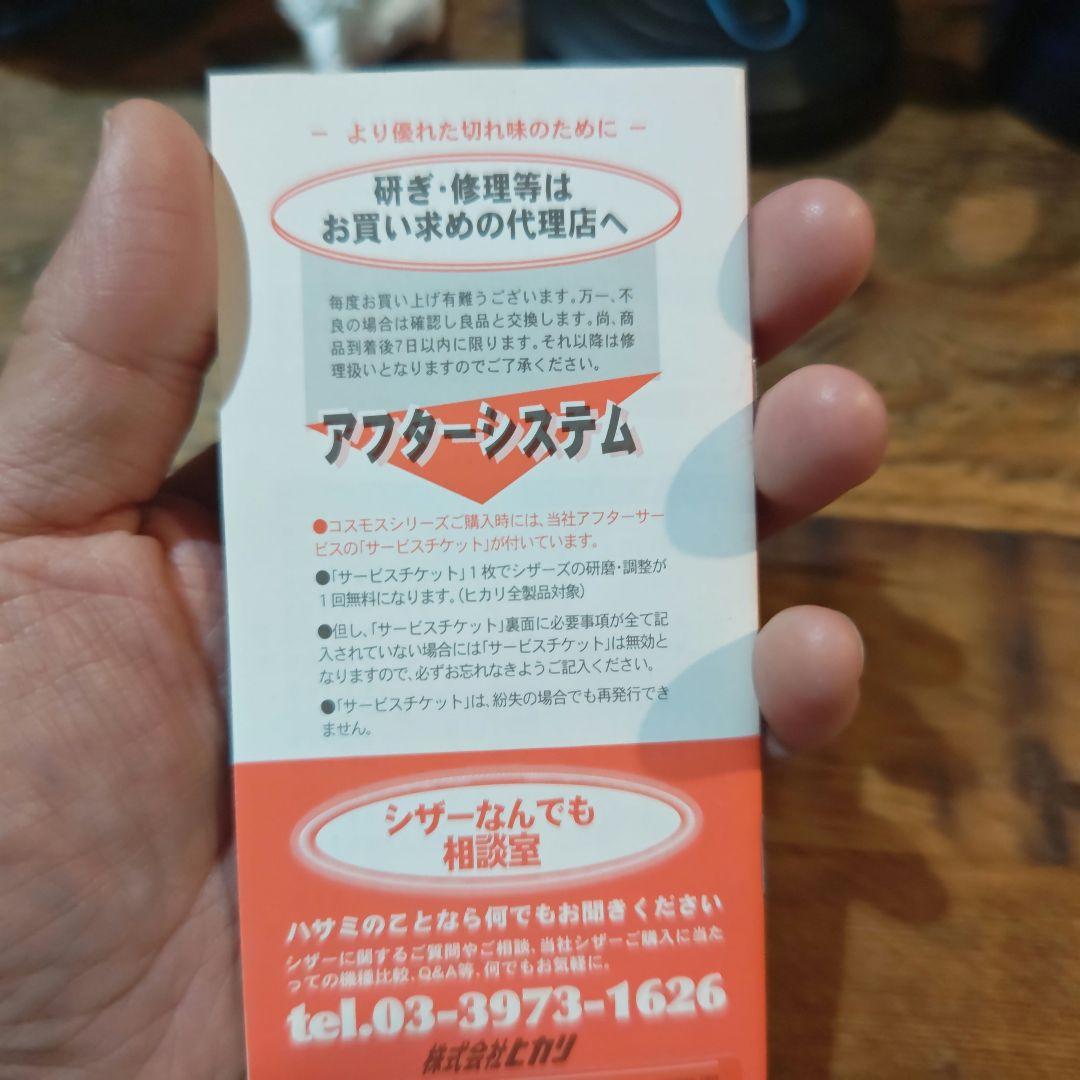 － より優れた切れ味のために －
研ぎ・修理等は
お買い求めの代理店へ
毎度お買い上げ有難うございます。万一、不
良の場合は確認し良品と交換します。尚、商
品到着後7日以内に限ります。それ以降は修
理扱いとなりますのでご了承ください。
アフターシステム
●コスモスシリーズご購入時には、当社アフターサー
ビスの「サービスチケット」が付いています。
●「サービスチケット」1枚でシザーズの研磨・調整が
1回無料になります。(ヒカリ全製品対象)
●但し、「サービスチケット」裏面に必要事項が全て記
入されていない場合には「サービスチケット」は無効と
なりますので、必ずお忘れなきようご記入ください。
●「サービスチケット」は、紛失の場合でも再発行でき
ません。
シザーなんでも
相談室
ハサミのことなら何でもお聞きください
シザーに関するご質問やご相談、当社シザーご購入に当た
っての機種比較、Q&A等、何でもお気軽に。
tel.03-3973-1626
株式会社ヒカリ